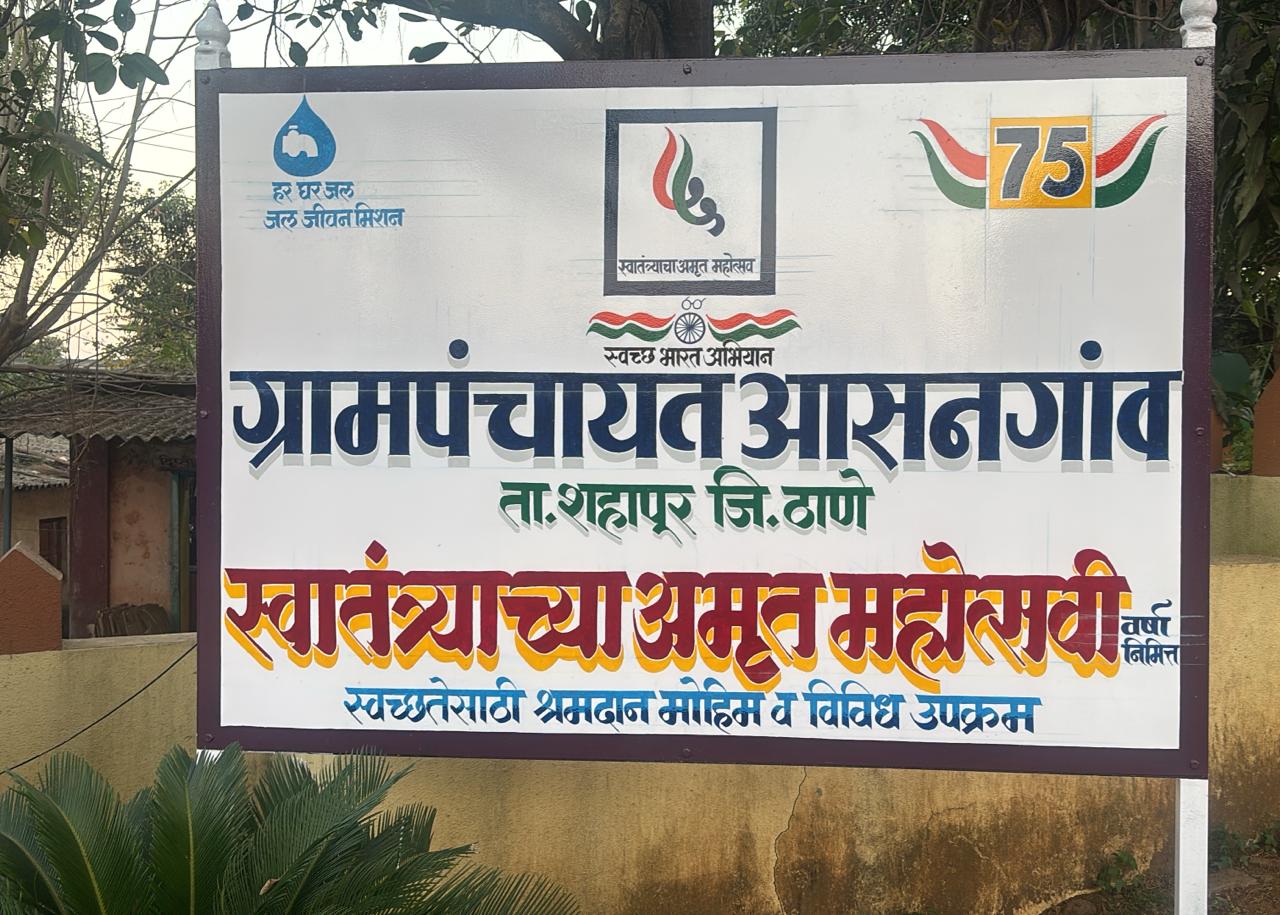 हर घर जल
जल जीवन मिशन
स्वातंत्र्याचा अमृत महोत्सव
75
स्वच्छ भारत अभियान
ग्रामपंचायत आसनगांव
ता. शहापूर जि. ठाणे
स्वातंत्र्याच्या अमृत महोत्सवी वर्षा निमित्त
स्वच्छतेसाठी श्रमदान मोहिम व विविध उपक्रम